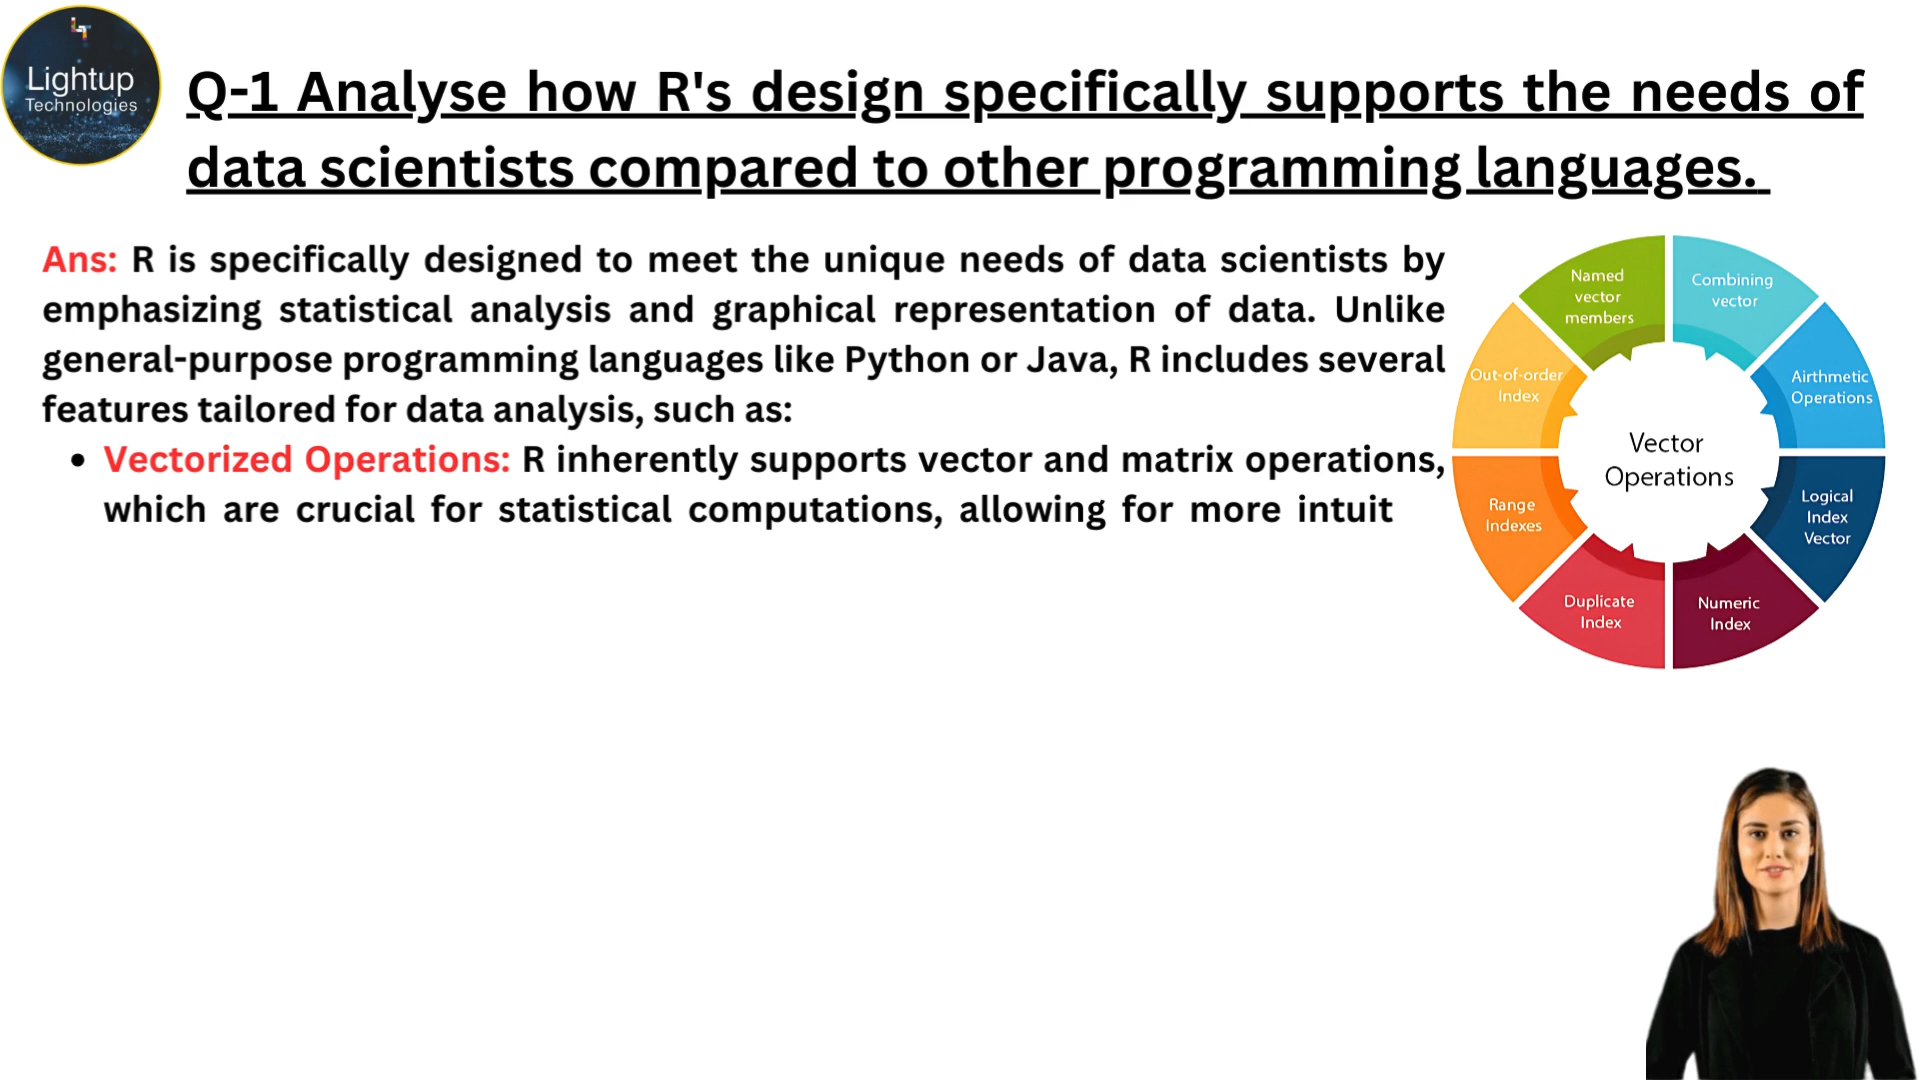 LT
Lightup
Technologies
Q-1 Analyse how R's design specifically supports the needs of
data scientists compared to other programming languages.
Ans: R is specifically designed to meet the unique needs of data scientists by
emphasizing statistical analysis and graphical representation of data. Unlike
general-purpose programming languages like Python or Java, R includes several
features tailored for data analysis, such as:
• Vectorized Operations: R inherently supports vector and matrix operations,
which are crucial for statistical computations, allowing for more intuit
Named
vector
members
Combining
vector
Airthmetic
Operations
Logical
Index
Vector
Numeric
Index
Duplicate
Index
Range
Indexes
Out-of-order
Index
Vector
Operations